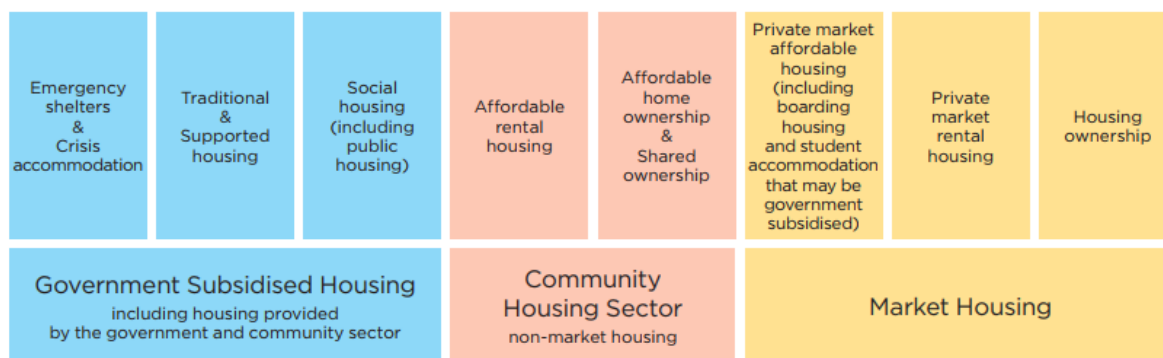 Emergency
shelters
&
Crisis
accommodation
Traditional
&
Supported
housing
Social
housing
(including
public
housing)
Affordable
rental
housing
Affordable
home
ownership
&
Shared
ownership
Private market
affordable
housing
(including
boarding
housing
and student
accommodation
that may be
government
subsidised)
Private
market
rental
housing
Housing
ownership
Government Subsidised Housing
including housing provided
by the government and community sector
Community
Housing Sector
non-market housing
Market Housing